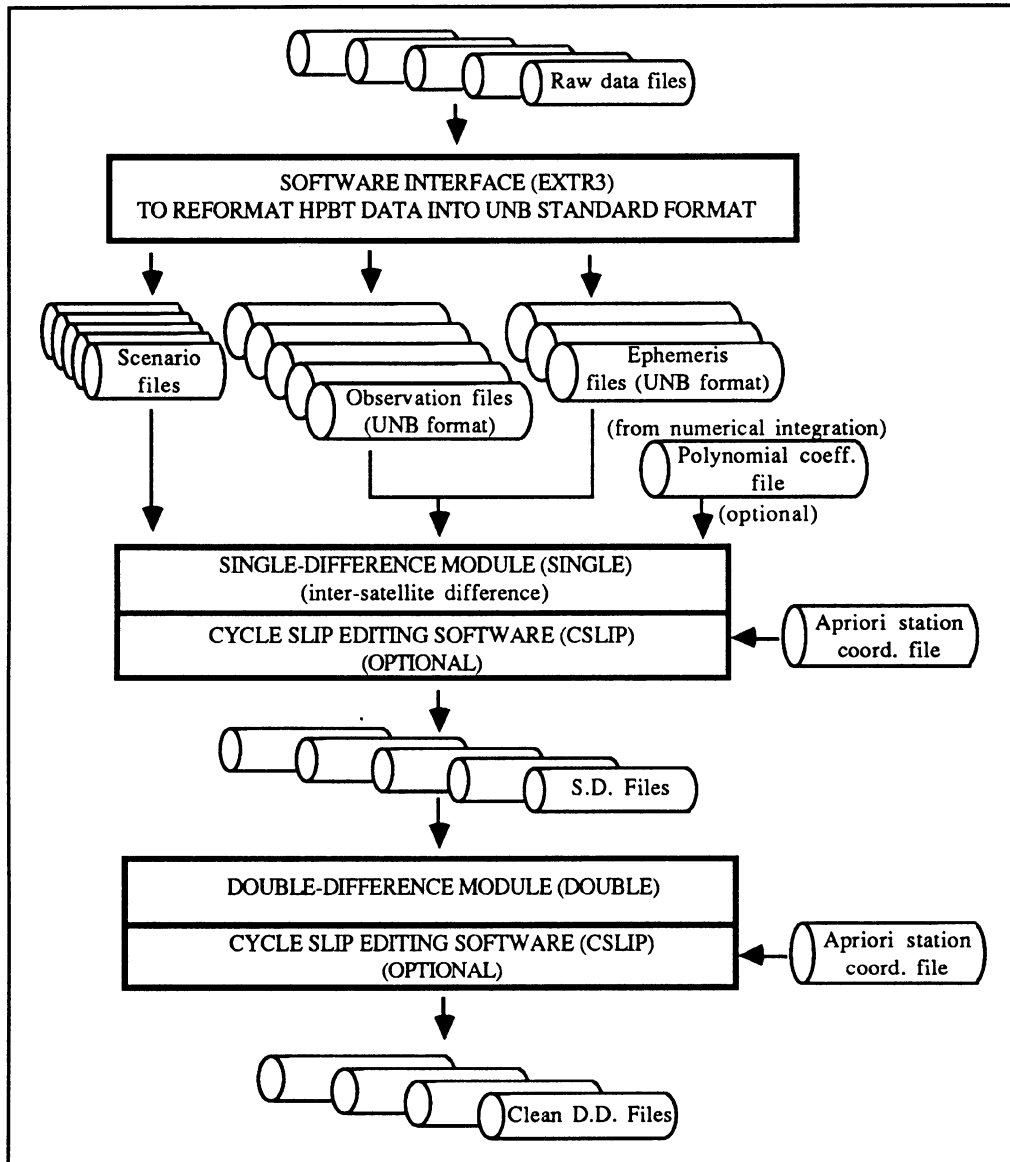 Raw data files
SOFTWARE INTERFACE (EXTR3)
TO REFORMAT HPBT DATA INTO UNB STANDARD FORMAT
Scenario
files
Observation files
(UNB format)
Ephemeris
files (UNB format)
(from numerical integration)
Polynomial coeff.
file
(optional)
SINGLE-DIFFERENCE MODULE (SINGLE)
(inter-satellite difference)
CYCLE SLIP EDITING SOFTWARE (CSLIP)
(OPTIONAL)
Apriori station
coord. file
S.D. Files
DOUBLE-DIFFERENCE MODULE (DOUBLE)
CYCLE SLIP EDITING SOFTWARE (CSLIP)
(OPTIONAL)
Apriori station
coord. file
Clean D.D. Files